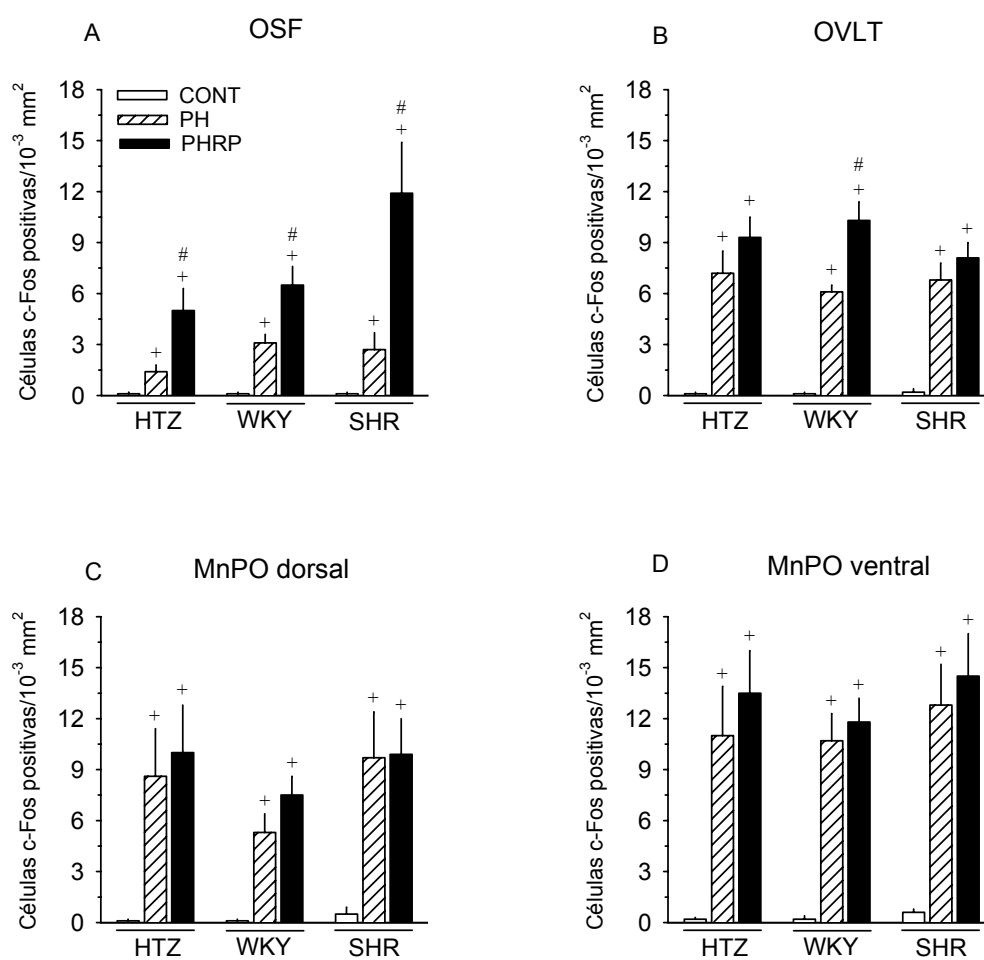 A
OSF
Células c-Fos positivas/10⁻³ mm²
18
15
12
9
6
3
0
CONT
PH
PHRP
+
#
+
+
#
+
+
#
+
HTZ
WKY
SHR
B
OVLT
Células c-Fos positivas/10⁻³ mm²
18
15
12
9
6
3
0
+
+
+
#
+
+
+
HTZ
WKY
SHR
C
MnPO dorsal
Células c-Fos positivas/10⁻³ mm²
18
15
12
9
6
3
0
+
+
+
+
+
+
HTZ
WKY
SHR
D
MnPO ventral
Células c-Fos positivas/10⁻³ mm²
18
15
12
9
6
3
0
+
+
+
+
+
+
HTZ
WKY
SHR